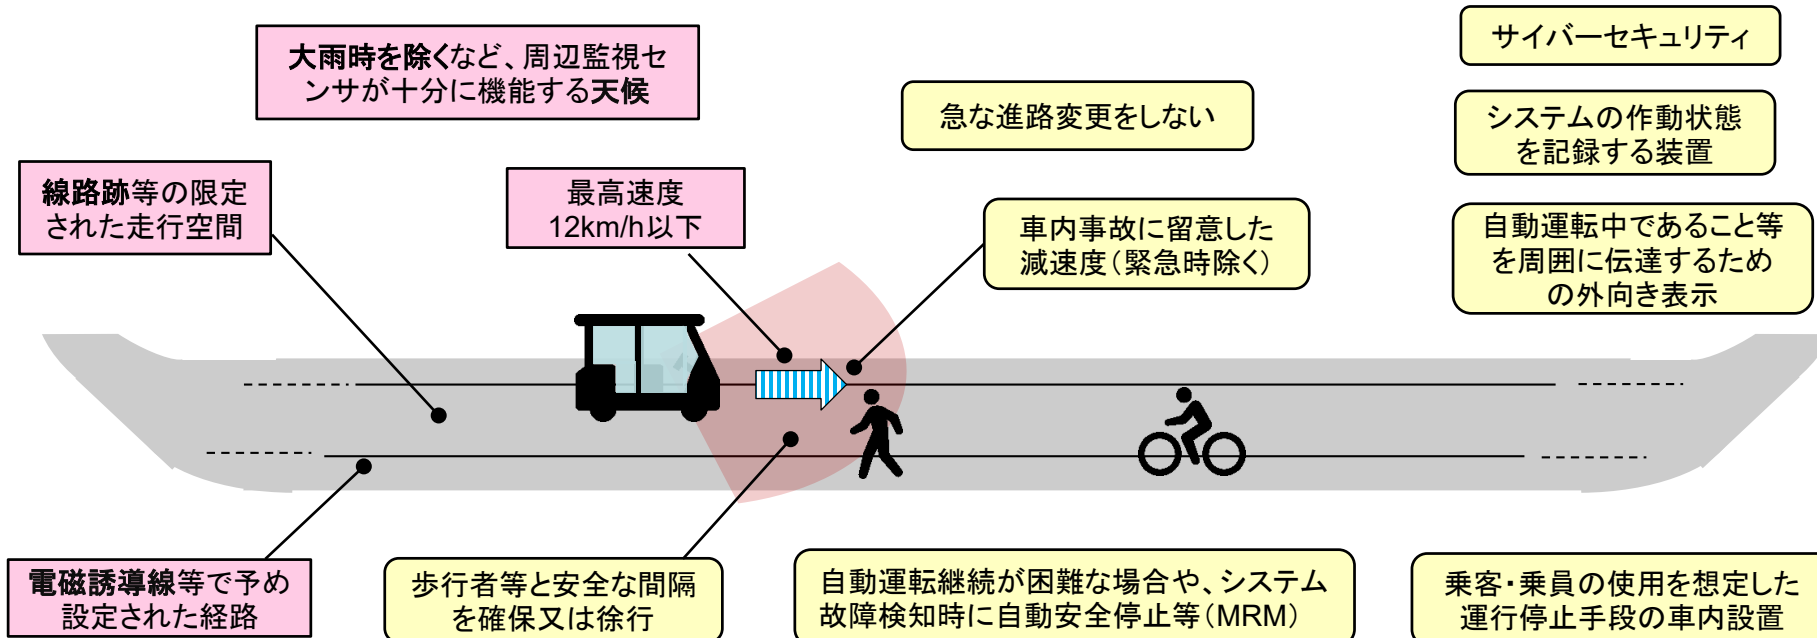 大雨時を除くなど、周辺監視セ
ンサが十分に機能する天候
サイバーセキュリティ
急な進路変更をしない
システムの作動状態
を記録する装置
線路跡等の限定
された走行空間
最高速度
12km/h以下
車内事故に留意した
減速度（緊急時除く）
自動運転中であること等
を周囲に伝達するため
の外向き表示
電磁誘導線等で予め
設定された経路
歩行者等と安全な間隔
を確保又は徐行
自動運転継続が困難な場合や、システム
故障検知時に自動安全停止等（MRM）
乗客・乗員の使用を想定した
運行停止手段の車内設置